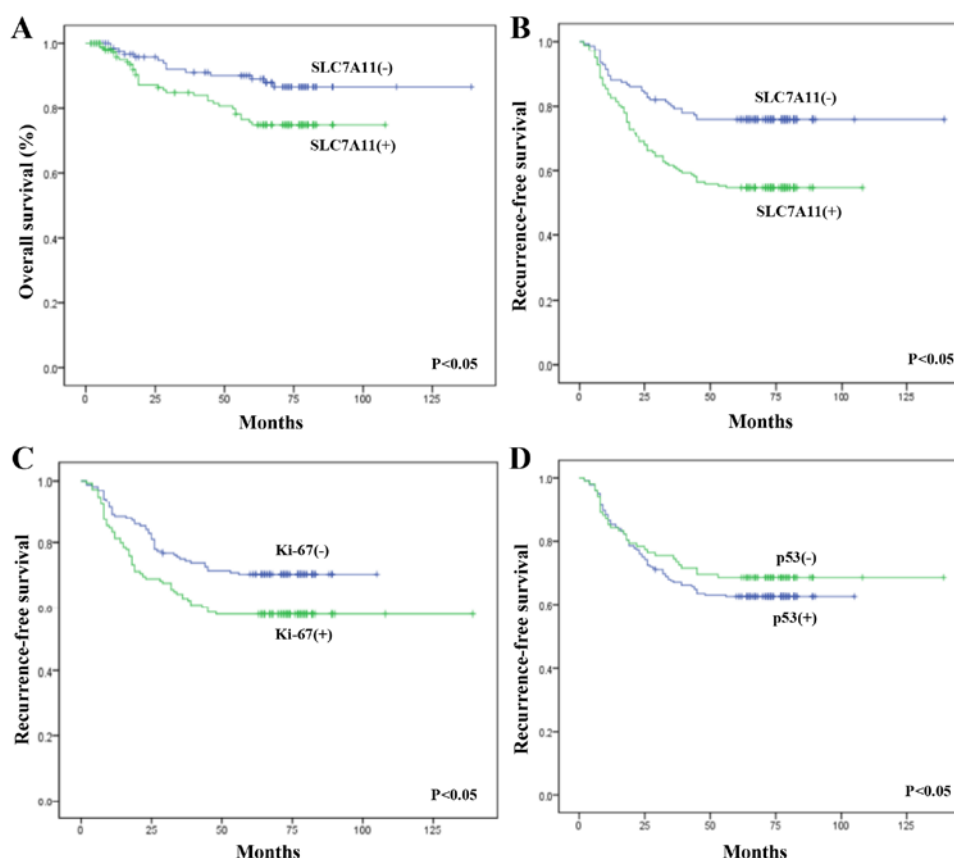 A
Overall survival (%)
1.0
0.8
0.6
0.4
0.2
0.0
SLC7A11(-)
SLC7A11(+)
P<0.05
0 25 50 75 100 125
Months
B
Recurrence-free survival
1.0
0.8
0.6
0.4
0.2
0.0
SLC7A11(-)
SLC7A11(+)
P<0.05
0 25 50 75 100 125
Months
C
Recurrence-free survival
1.0
0.8
0.6
0.4
0.2
0.0
Ki-67(-)
Ki-67(+)
P<0.05
0 25 50 75 100 125
Months
D
Recurrence-free survival
1.0
0.8
0.6
0.4
0.2
0.0
p53(-)
p53(+)
P<0.05
0 25 50 75 100 125
Months